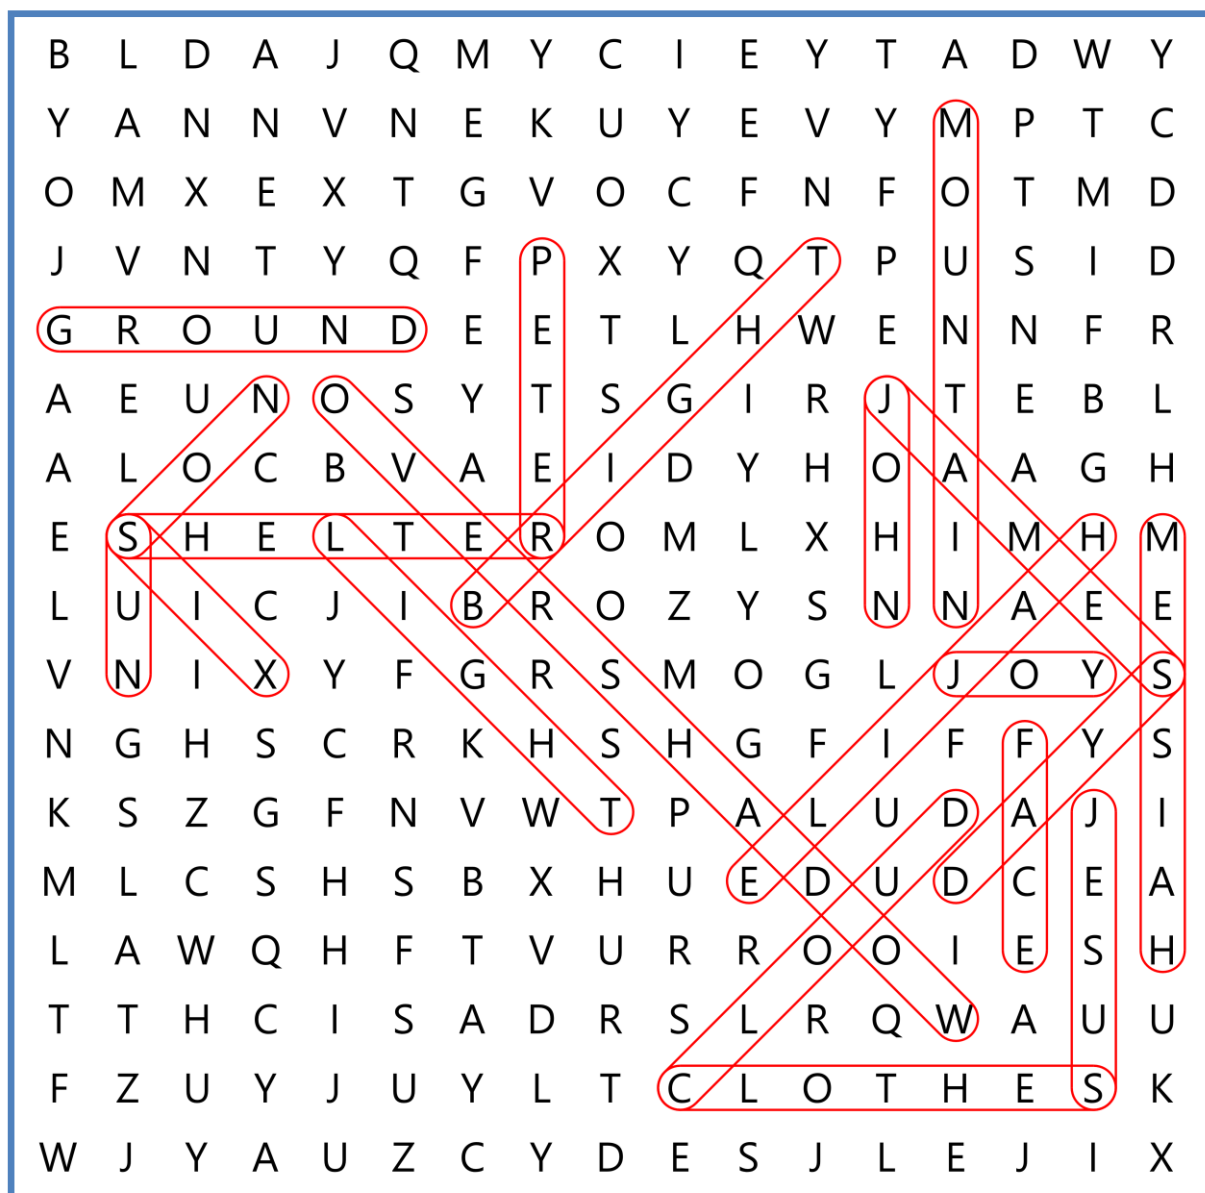 B L D A J Q M Y C I E Y T A D W Y
Y A N N V N E K U Y E V Y M P T C
O M X E X T G V O C F N F O T M D
J V N T Y Q F P X Y Q T P U S I D
G R O U N D E E T L H W E N N F R
A E U N O S Y T S G I R J T E B L
A L O C B V A E I D Y H O A A G H
E S H E L T E R O M L X H I M H M
L U I C J I B R O Z Y S N N A E E
V N I X Y F G R S M O G L J O Y S
N G H S C R K H S H G F I F F Y S
K S Z G F N V W T P A L U D A J I
M L C S H S B X H U E D U D C E A
L A W Q H F T V U R R O O I E S H
T T H C I S A D R S L R Q W A U U
F Z U Y J U Y L T C L O T H E S K
W J Y A U Z C Y D E S J L E J I X